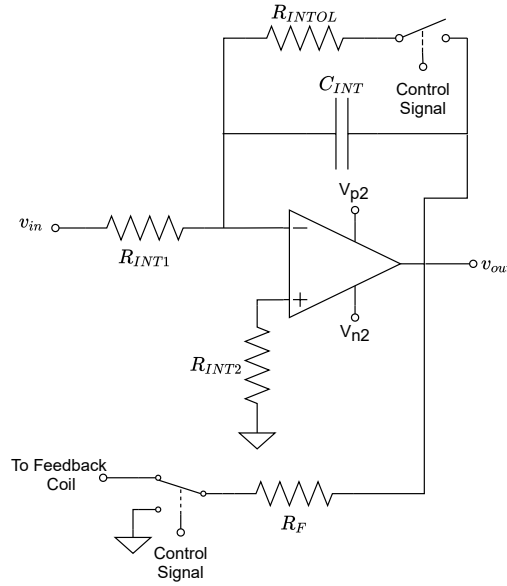 R_INTOL
C_INT
Control
Signal
V_p2
v_in
R_INT1
−
v_ou
+
V_n2
R_INT2
To Feedback
Coil
R_F
Control
Signal